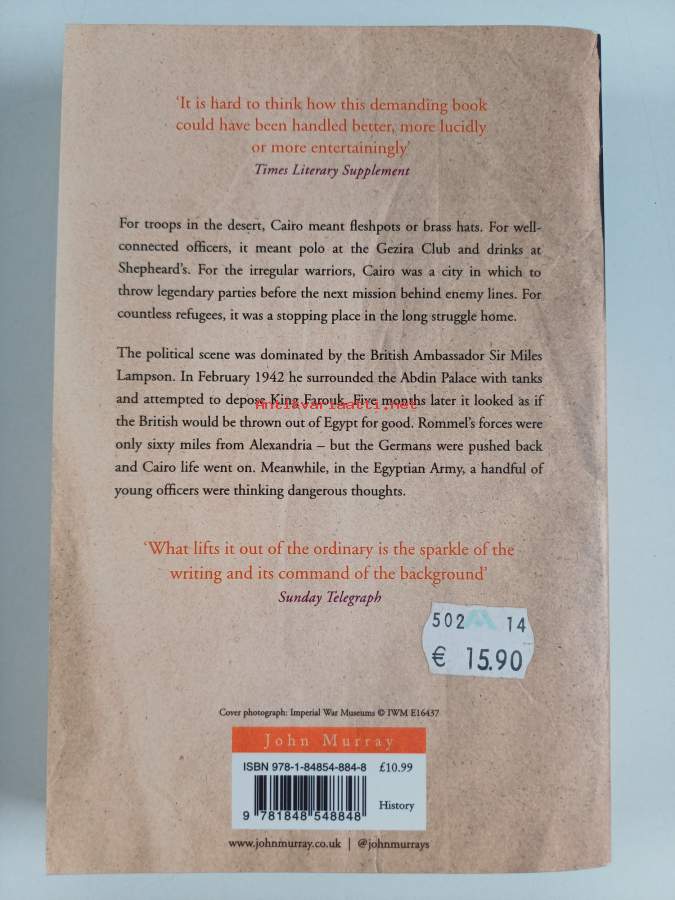 ‘It is hard to think how this demanding book
could have been handled better, more lucidly
or more entertainingly’
Times Literary Supplement
For troops in the desert, Cairo meant fleshpots or brass hats. For well-
connected officers, it meant polo at the Gezira Club and drinks at
Shepheard's. For the irregular warriors, Cairo was a city in which to
throw legendary parties before the next mission behind enemy lines. For
countless refugees, it was a stopping place in the long struggle home.
The political scene was dominated by the British Ambassador Sir Miles
Lampson. In February 1942 he surrounded the Abdin Palace with tanks
and attempted to depose King Farouk. Five months later it looked as if
Antikvariaatti.net
the British would be thrown out of Egypt for good. Rommel's forces were
only sixty miles from Alexandria – but the Germans were pushed back
and Cairo life went on. Meanwhile, in the Egyptian Army, a handful of
young officers were thinking dangerous thoughts.
‘What lifts it out of the ordinary is the sparkle of the
writing and its command of the background’
Sunday Telegraph
502 14
€ 15.90
Cover photograph: Imperial War Museums © IWM E16437
John Murray
ISBN 978-1-84854-884-8 £10.99
9 781848 548848
History
www.johnmurray.co.uk | @johnmurrays